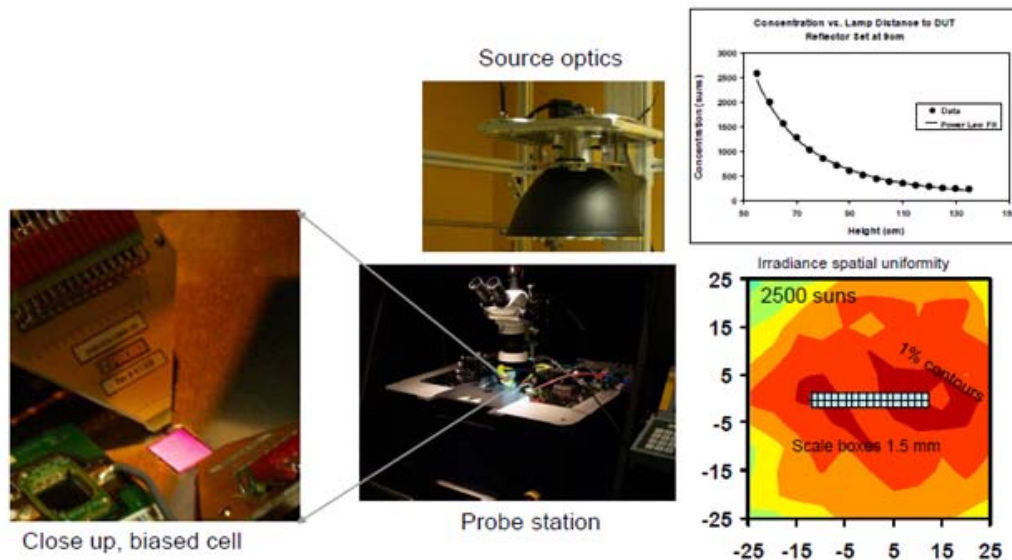 Source optics
Concentration vs. Lamp Distance to DUT
Reflector Set at 9cm
Concentration (suns)
3000
2500
2000
1500
1000
500
0
Data
Power Law Fit
50
70
90
110
130
150
Height (cm)
Irradiance spatial uniformity
2500 suns
1% contours
Scale boxes 1.5 mm
25
15
5
-5
-15
-25
-25 -15 -5 5 15 25
Close up, biased cell
Probe station